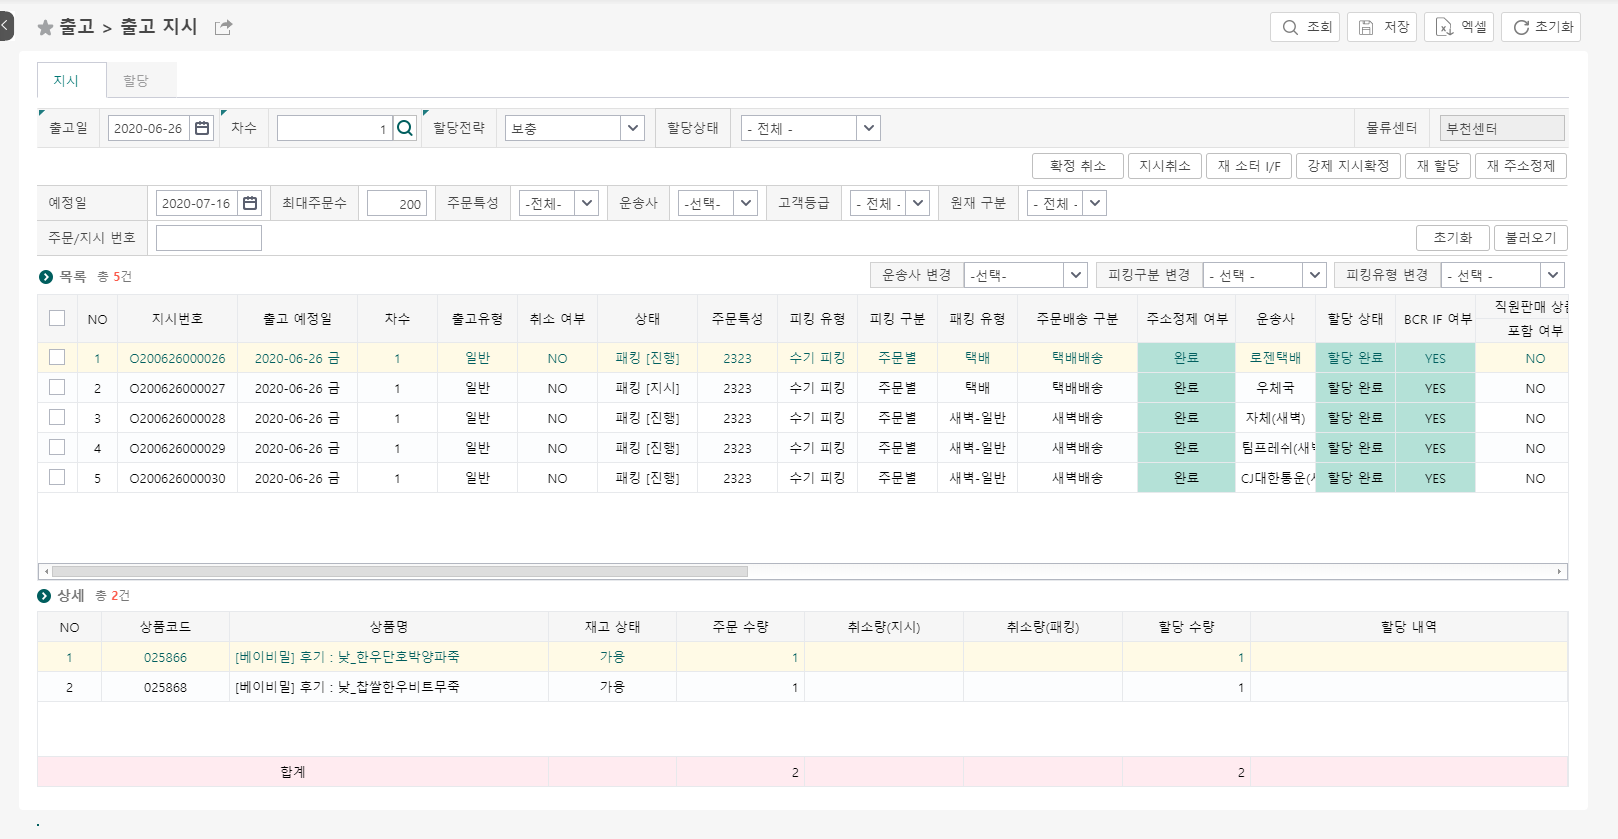 출고 > 출고 지시
조회 저장 엑셀 초기화
지시 할당
출고일 2020-06-26 차수 1 할당전략 보충 할당상태 - 전체 - 물류센터 부천센터
확정 취소 지시취소 재 소터 I/F 강제 지시확정 재 할당 재 주소정제
예정일 2020-07-16 최대주문수 200 주문특성 -전체- 운송사 -선택- 고객등급 - 전체 - 원재 구분 - 전체 -
주문/지시 번호 초기화 불러오기
목록 총 5건 운송사 변경 -선택- 피킹구분 변경 - 선택 - 피킹유형 변경 - 선택 -
NO 지시번호 출고 예정일 차수 출고유형 취소 여부 상태 주문특성 피킹 유형 피킹 구분 패킹 유형 주문배송 구분 주소정제 여부 운송사 할당 상태 BCR IF 여부 직원판매 상품
포함 여부
1 O200626000026 2020-06-26 금 1 일반 NO 패킹 [진행] 2323 수기 피킹 주문별 택배 택배배송 완료 로젠택배 할당 완료 YES NO
2 O200626000027 2020-06-26 금 1 일반 NO 패킹 [지시] 2323 수기 피킹 주문별 택배 택배배송 완료 우체국 할당 완료 YES NO
3 O200626000028 2020-06-26 금 1 일반 NO 패킹 [진행] 2323 수기 피킹 주문별 새벽-일반 새벽배송 완료 자체(새벽) 할당 완료 YES NO
4 O200626000029 2020-06-26 금 1 일반 NO 패킹 [진행] 2323 수기 피킹 주문별 새벽-일반 새벽배송 완료 팀프레쉬(새벽 할당 완료 YES NO
5 O200626000030 2020-06-26 금 1 일반 NO 패킹 [진행] 2323 수기 피킹 주문별 새벽-일반 새벽배송 완료 CJ대한통운(새 할당 완료 YES NO
상세 총 2건
NO 상품코드 상품명 재고 상태 주문 수량 취소량(지시) 취소량(패킹) 할당 수량 할당 내역
1 025866 [베이비밀] 후기 : 낮_한우단호박양파죽 가용 1 1
2 025868 [베이비밀] 후기 : 낮_찹쌀한우비트무죽 가용 1 1
합계 2 2